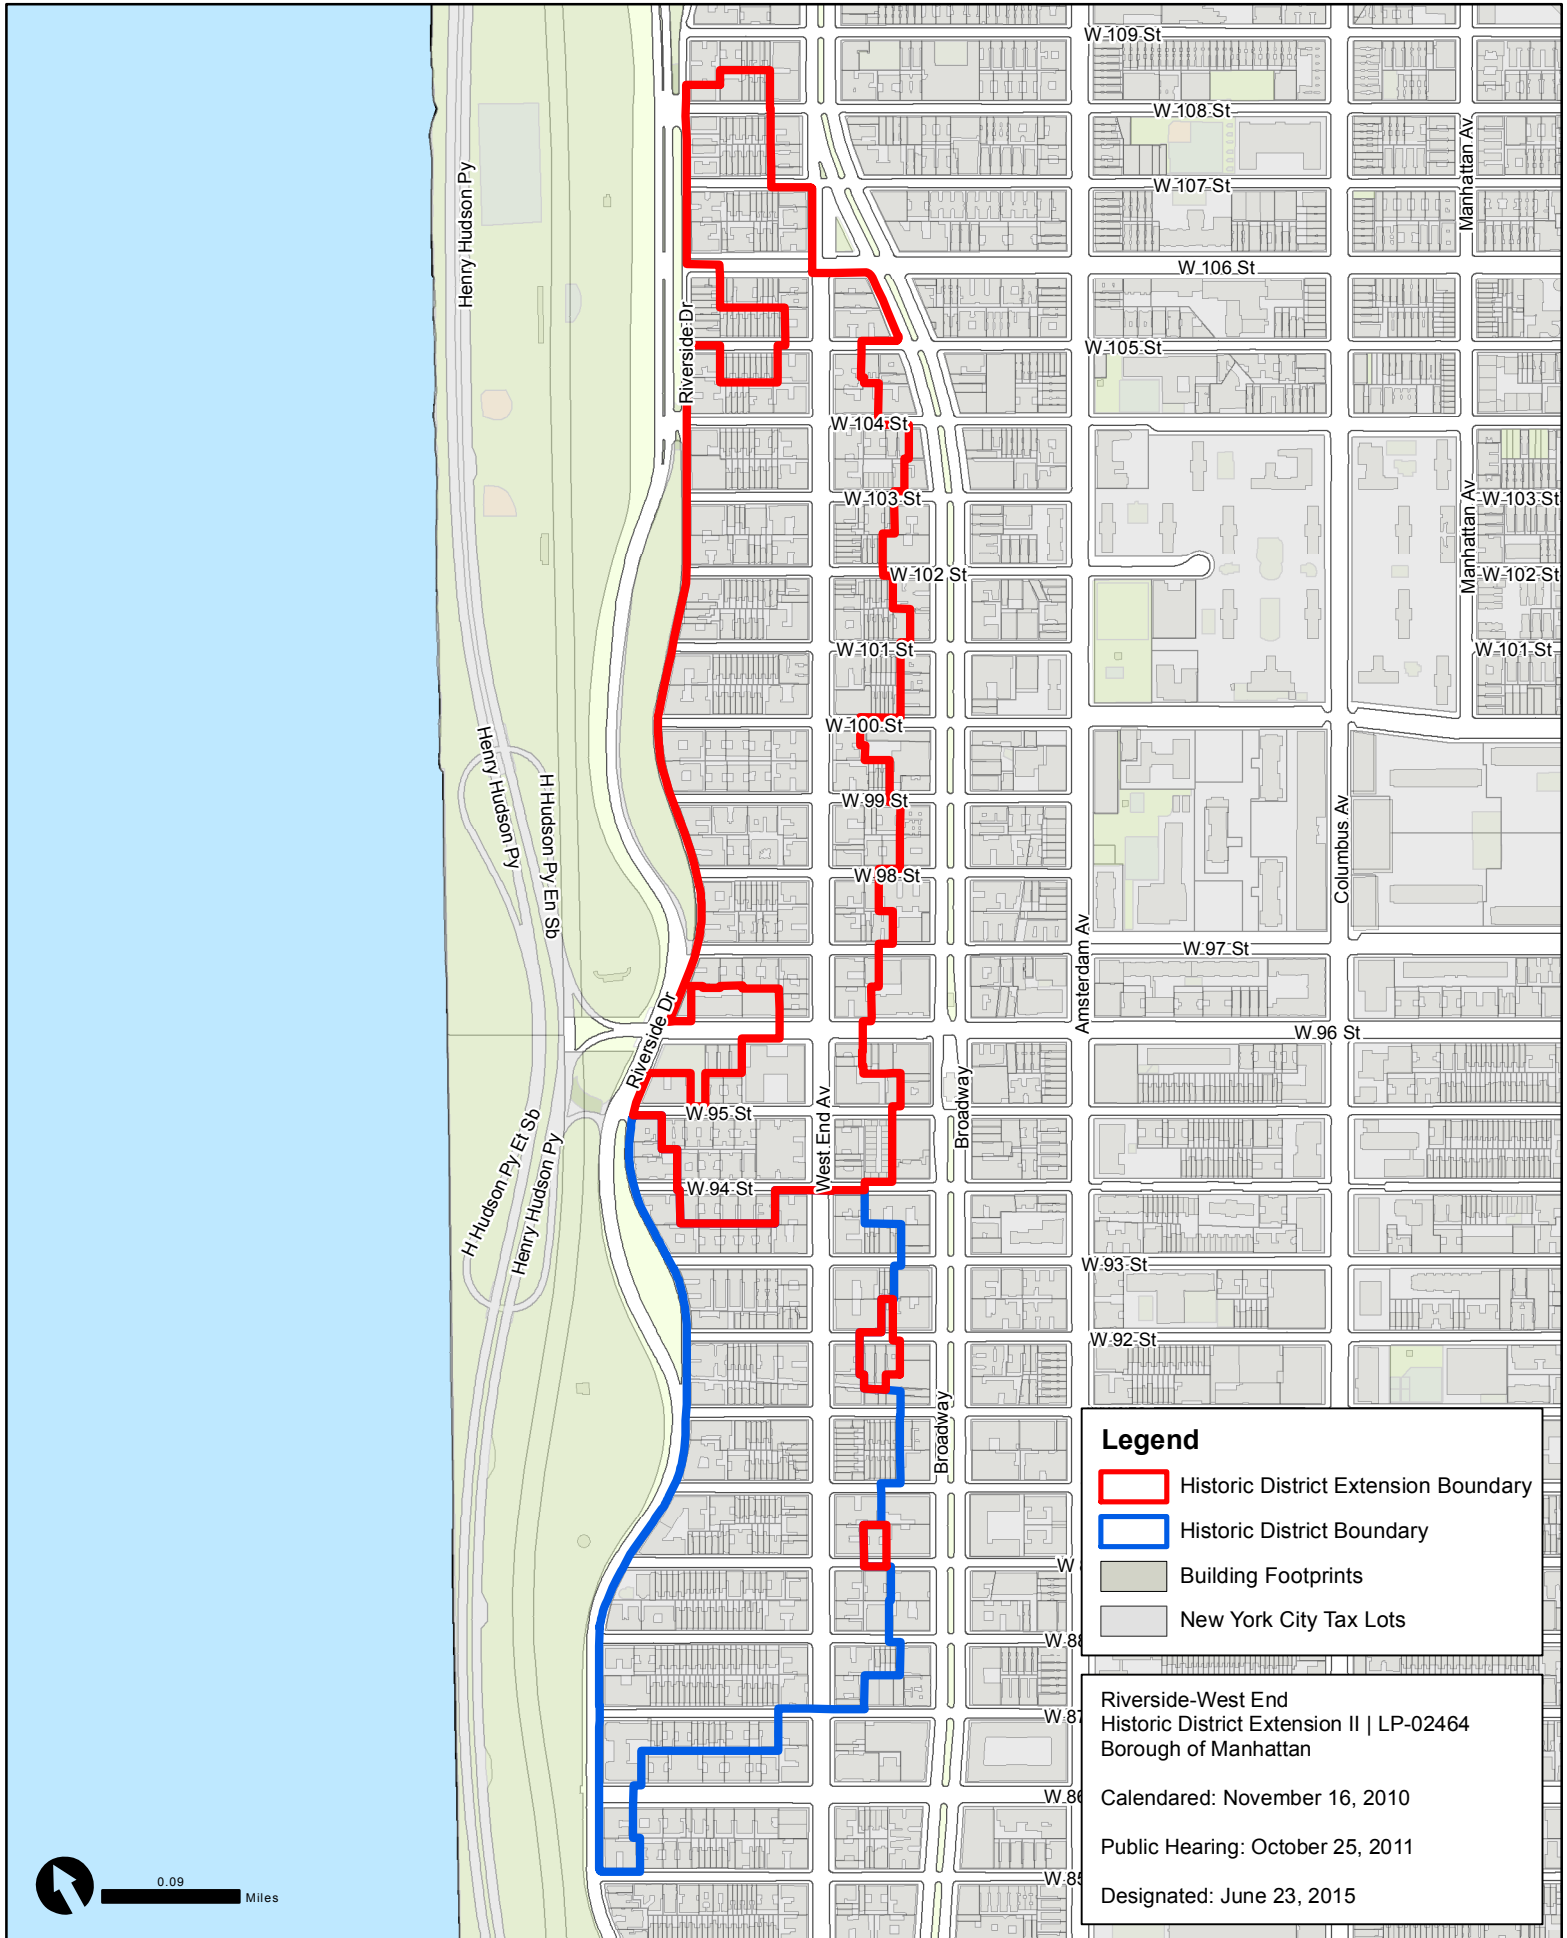 W 109 St
W 108 St
Manhattan Av
Henry Hudson Py
W 107 St
W 106 St
Riverside Dr
W 105 St
W 104 St
W 103 St
W 103 St
Manhattan Av
W 102 St
W 102 St
W 101 St
W 101 St
W 100 St
Henry Hudson Py
H Hudson Py En Sb
W 99 St
Columbus Av
W 98 St
Amsterdam Av
W 97 St
Riverside Dr
W 96 St
West End Av
Broadway
W 95 St
H Hudson Py Et Sb
Henry Hudson Py
W 94 St
W 93 St
W 92 St
Broadway
Legend
Historic District Extension Boundary
Historic District Boundary
W
Building Footprints
New York City Tax Lots
W 88
Riverside-West End
W 87
Historic District Extension II | LP-02464
Borough of Manhattan
W 86
Calendared: November 16, 2010
Public Hearing: October 25, 2011
W 85
0.09
Miles
Designated: June 23, 2015